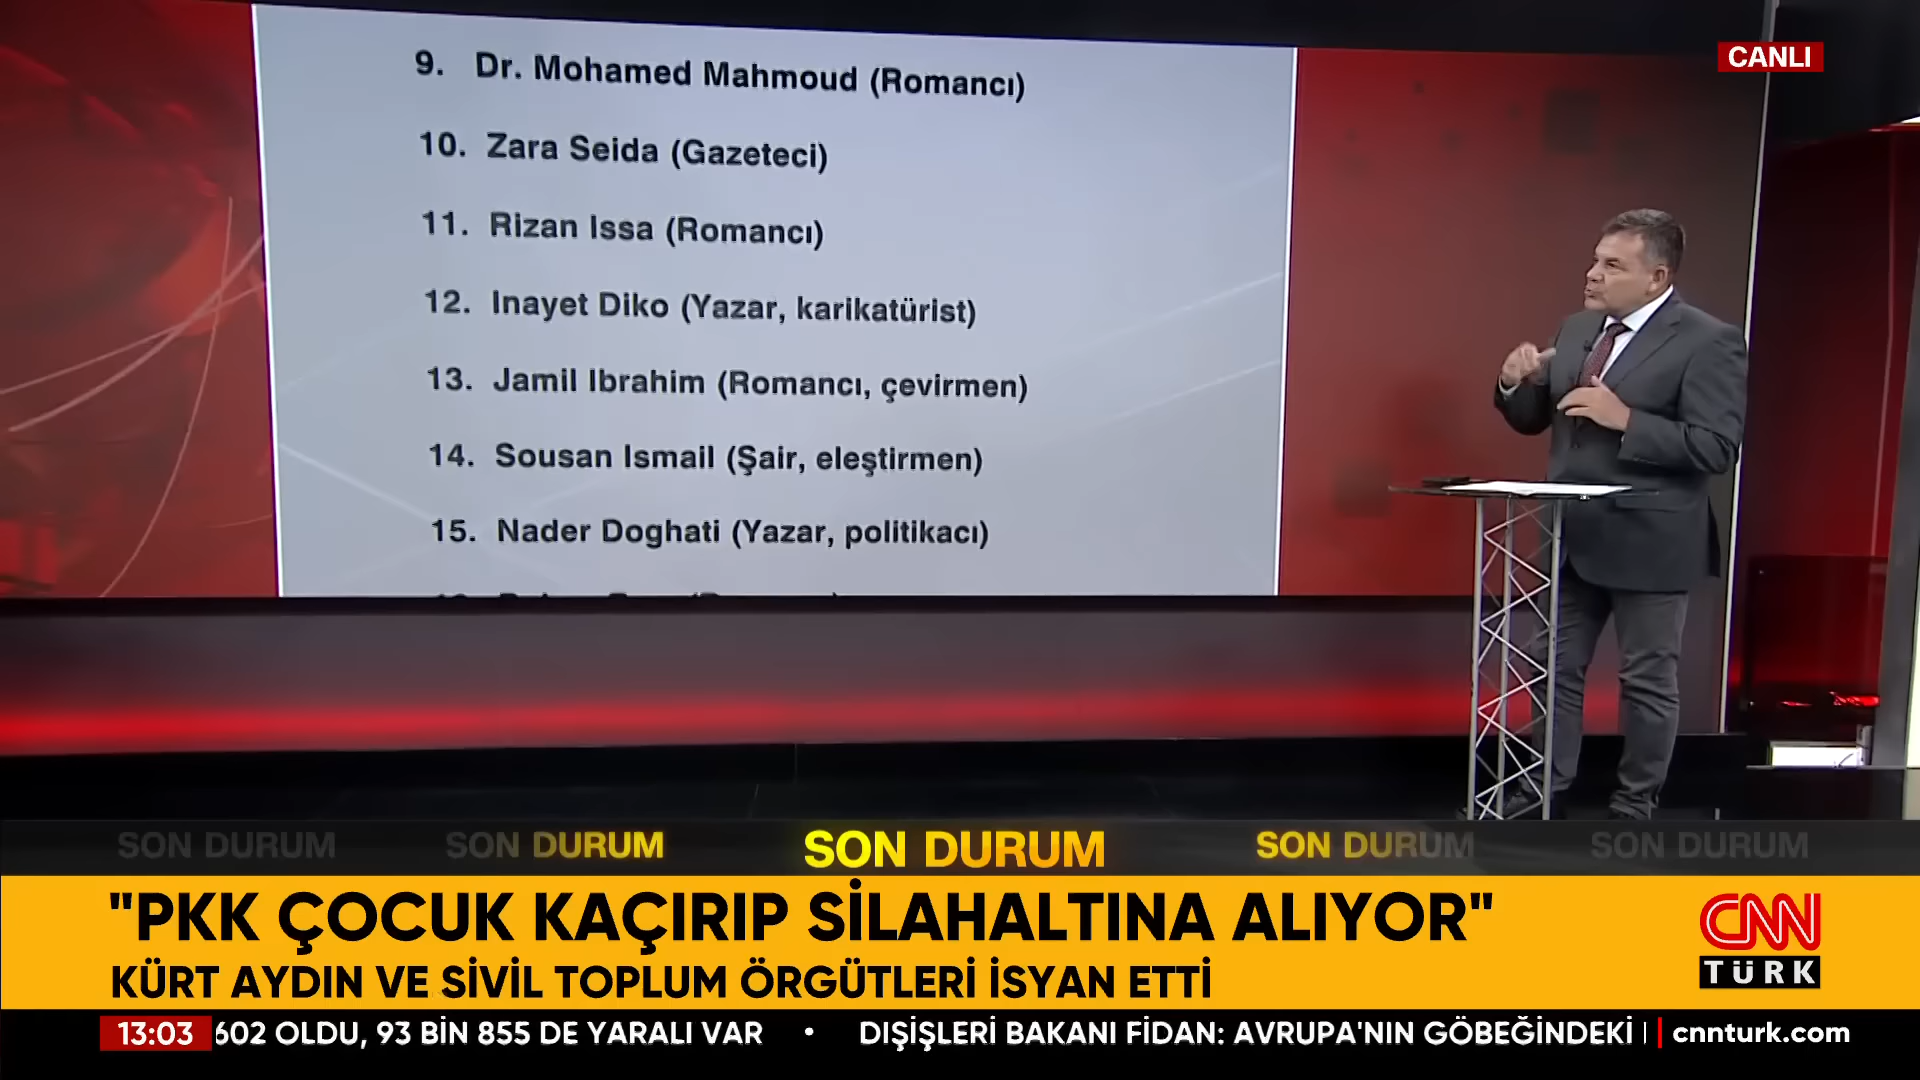 CANLI
9. Dr. Mohamed Mahmoud (Romancı)
10. Zara Seida (Gazeteci)
11. Rizan Issa (Romancı)
12. Inayet Diko (Yazar, karikatürist)
13. Jamil Ibrahim (Romancı, çevirmen)
14. Sousan Ismail (Şair, eleştirmen)
15. Nader Doghati (Yazar, politikacı)
SON DURUM SON DURUM SON DURUM SON DURUM SON DURUM
"PKK ÇOCUK KAÇIRIP SİLAHALTINA ALIYOR"
KÜRT AYDIN VE SİVİL TOPLUM ÖRGÜTLERİ İSYAN ETTİ
CNN
TÜRK
13:03 602 OLDU, 93 BİN 855 DE YARALI VAR • DIŞİŞLERİ BAKANI FİDAN: AVRUPA'NIN GÖBEĞİNDEKİ cnnturk.com